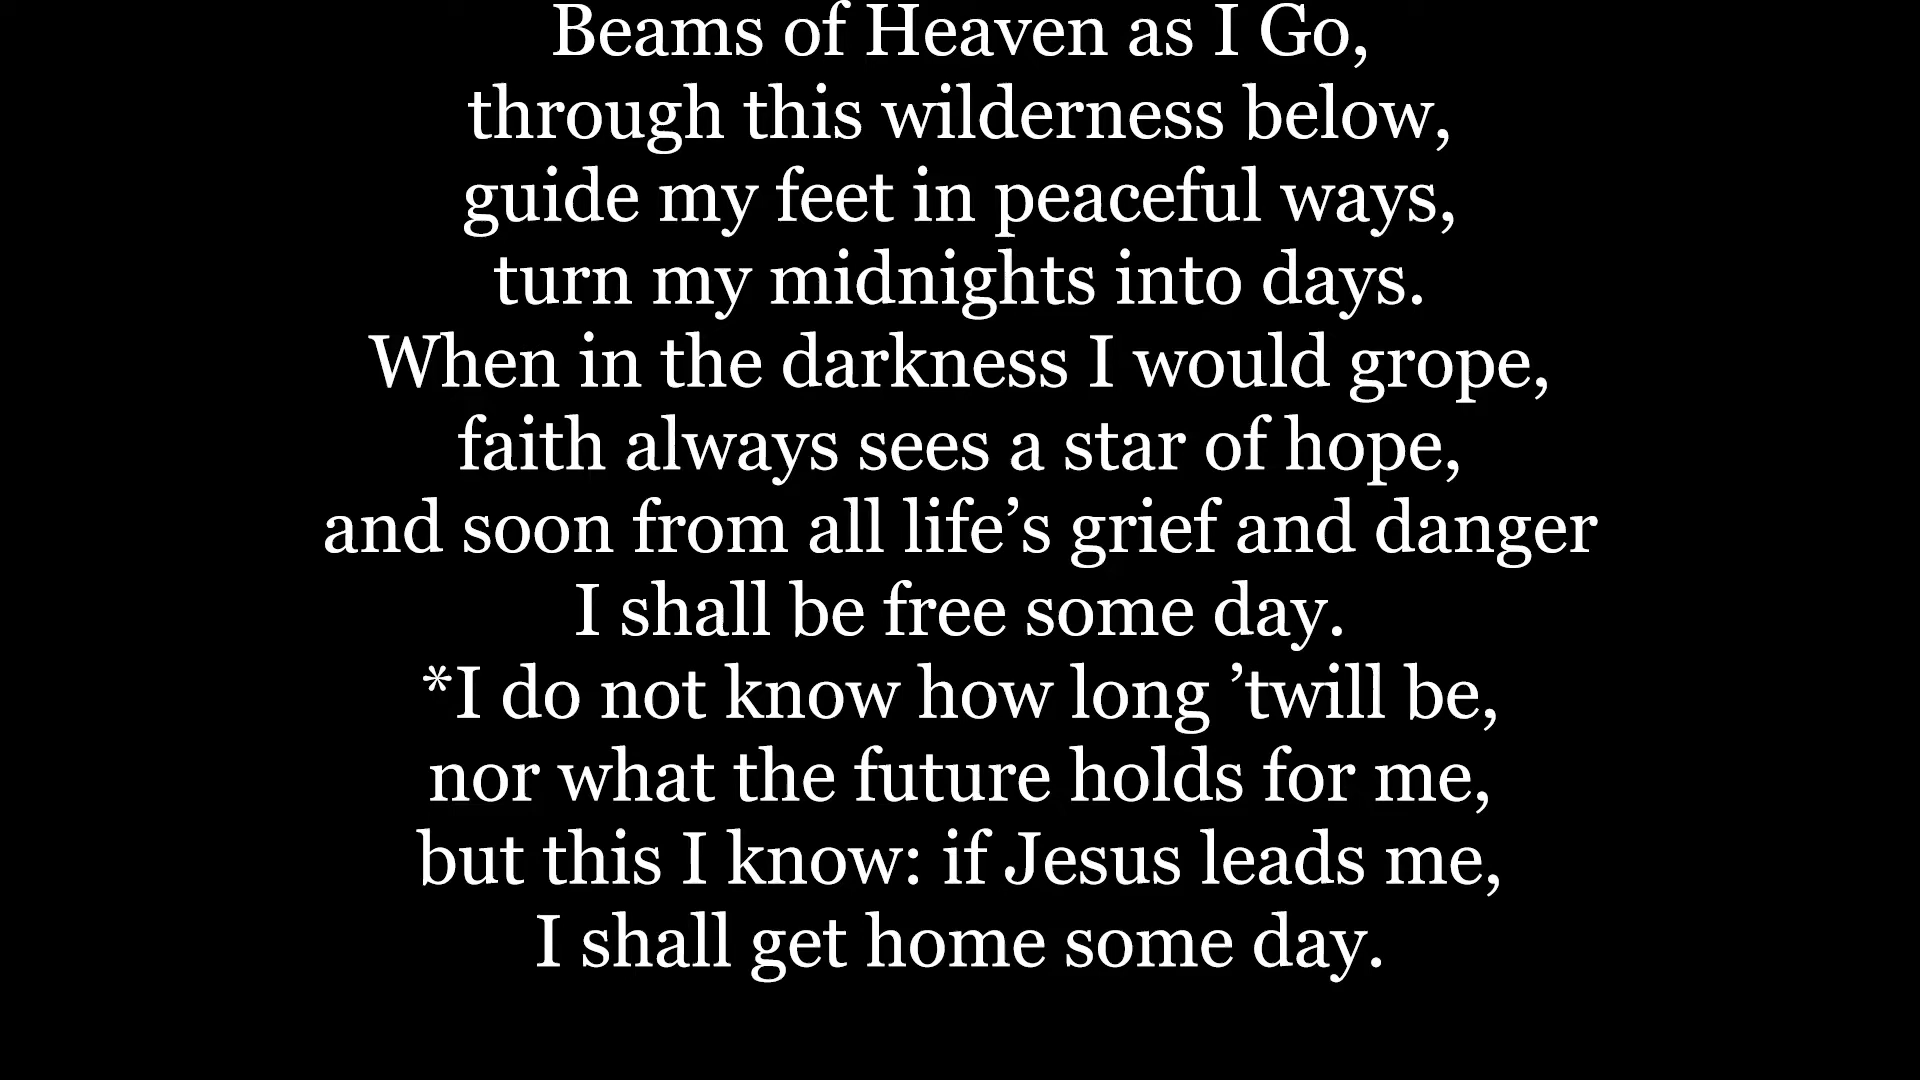 Beams of Heaven as I Go,
through this wilderness below,
guide my feet in peaceful ways,
turn my midnights into days.
When in the darkness I would grope,
faith always sees a star of hope,
and soon from all life’s grief and danger
I shall be free some day.
*I do not know how long ’twill be,
nor what the future holds for me,
but this I know: if Jesus leads me,
I shall get home some day.